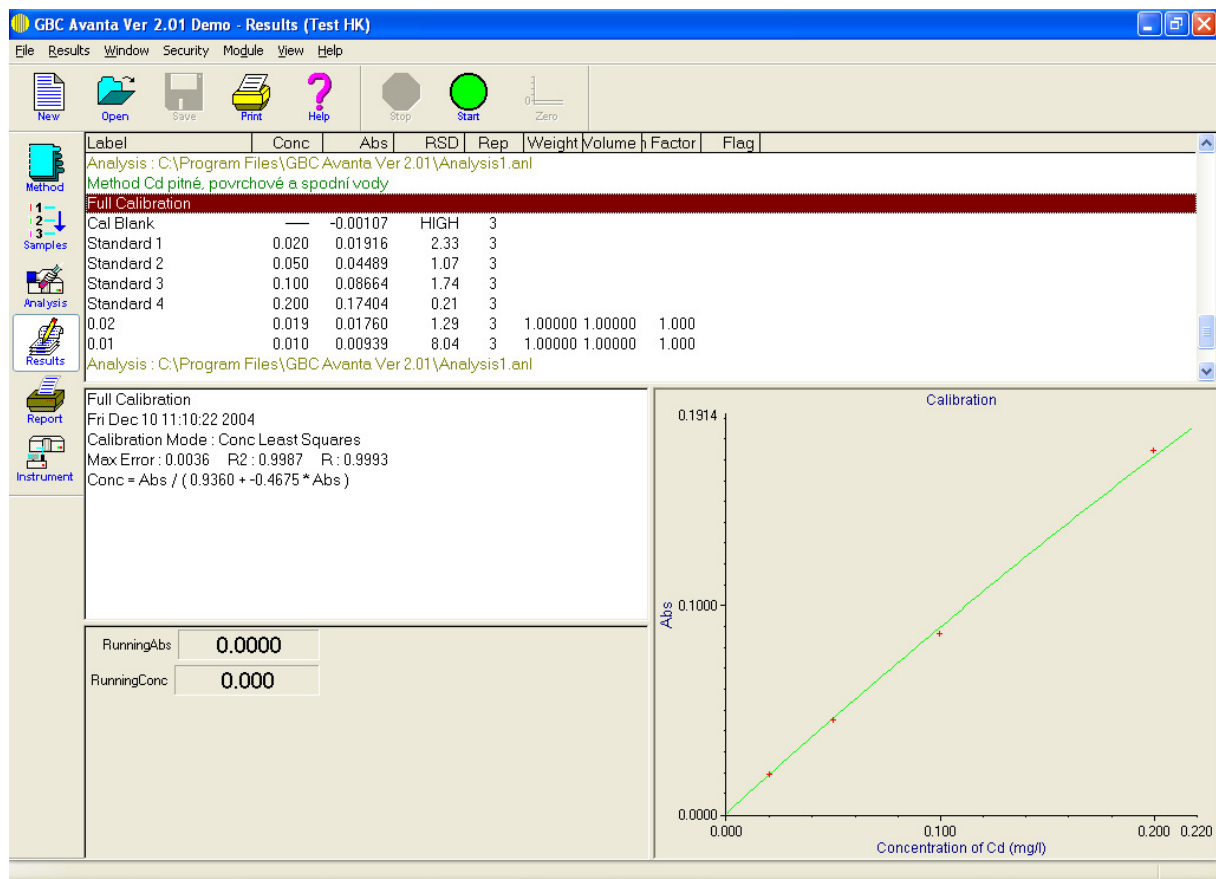 GBC Avanta Ver 2.01 Demo - Results (Test HK)
File Results Window Security Module View Help
New Open Save Print Help Stop Start Zero
Method
Samples
Analysis
Results
Report
Instrument
Label Conc Abs RSD Rep Weight Volume h Factor Flag
Analysis : C:\Program Files\GBC Avanta Ver 2.01\Analysis1.anl
Method Cd pitné, povrchové a spodní vody
Full Calibration
Cal Blank ---- -0.00107 HIGH 3
Standard 1 0.020 0.01916 2.33 3
Standard 2 0.050 0.04489 1.07 3
Standard 3 0.100 0.08664 1.74 3
Standard 4 0.200 0.17404 0.21 3
0.02 0.019 0.01760 1.29 3 1.00000 1.00000 1.000
0.01 0.010 0.00939 8.04 3 1.00000 1.00000 1.000
Analysis : C:\Program Files\GBC Avanta Ver 2.01\Analysis1.anl
Full Calibration
Fri Dec 10 11:10:22 2004
Calibration Mode : Conc Least Squares
Max Error : 0.0036 R2 : 0.9987 R : 0.9993
Conc = Abs / ( 0.9360 + -0.4675 * Abs )
RunningAbs 0.0000
RunningConc 0.000
Calibration
0.1914
0.1000
Abs
0.0000
0.000 0.100 0.200 0.220
Concentration of Cd (mg/l)